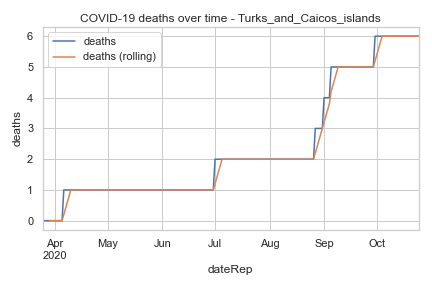 COVID-19 deaths over time - Turks_and_Caicos_islands
deaths
deaths (rolling)
6
5
4
3
2
1
0
deaths
Apr May Jun Jul Aug Sep Oct
2020
dateRep